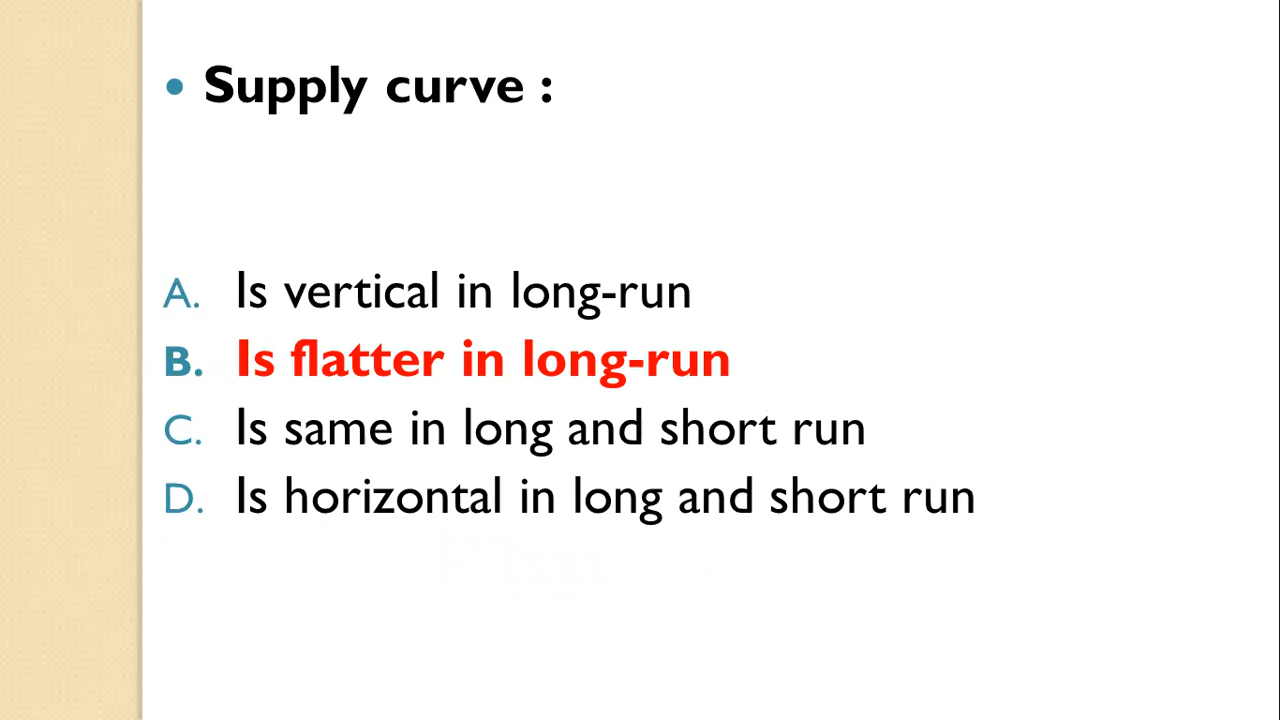 • Supply curve :
A. Is vertical in long-run
B. Is flatter in long-run
C. Is same in long and short run
D. Is horizontal in long and short run